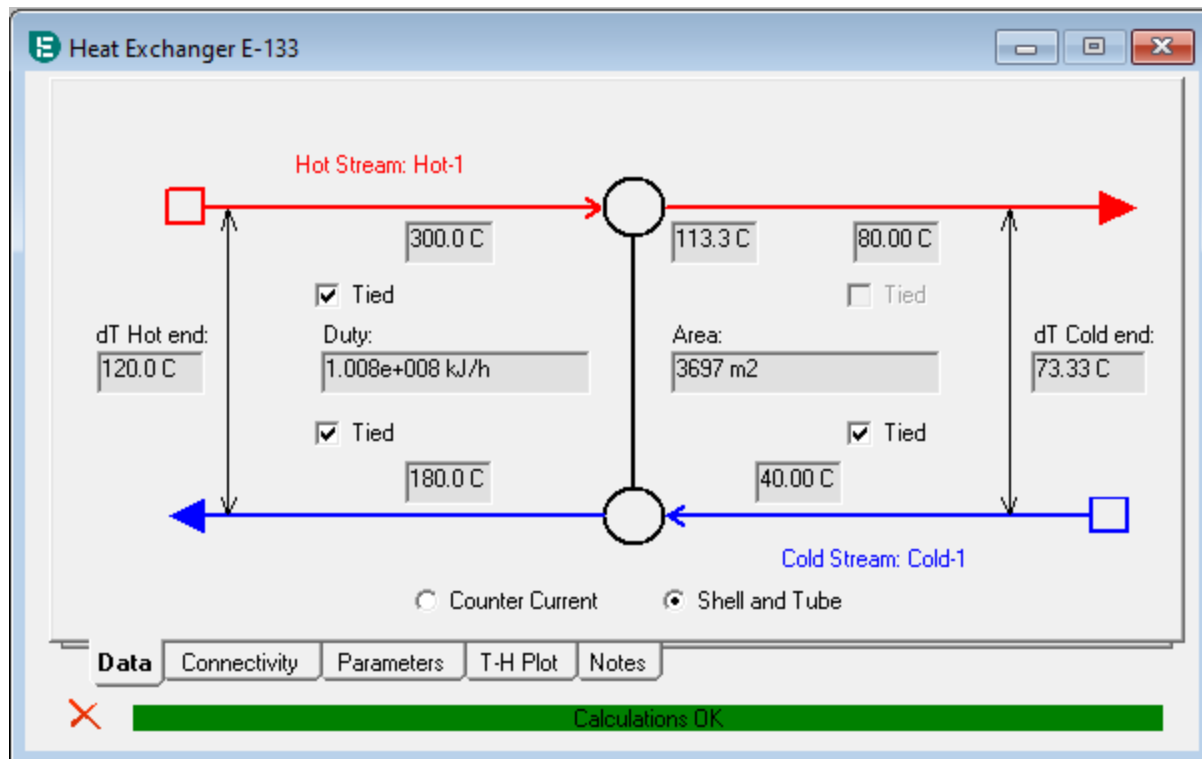 Heat Exchanger E-133
Hot Stream: Hot-1
300.0 C
113.3 C
80.00 C
Tied
Tied
dT Hot end:
Duty:
Area:
dT Cold end:
120.0 C
1.008e+008 kJ/h
3697 m2
73.33 C
Tied
Tied
180.0 C
40.00 C
Cold Stream: Cold-1
Counter Current
Shell and Tube
Data
Connectivity
Parameters
T-H Plot
Notes
Calculations OK